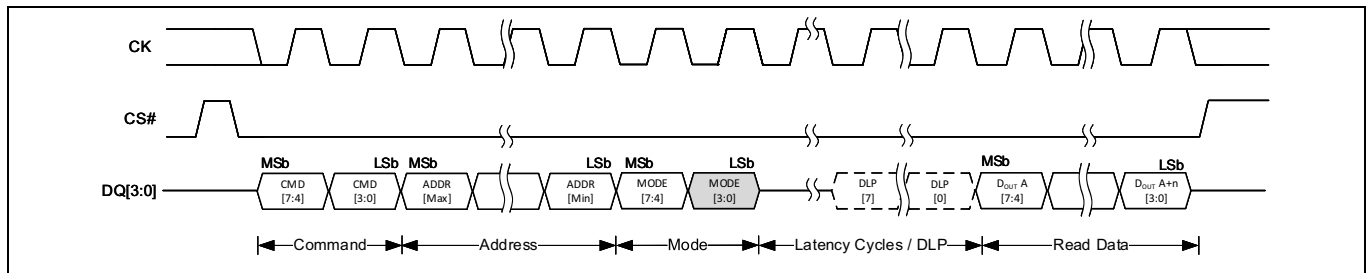 CK
CS#
MSb LSb MSb LSb MSb LSb MSb LSb
DQ[3:0] CMD [7:4] CMD [3:0] ADDR [Max] ADDR [Min] MODE [7:4] MODE [3:0] DLP [7] DLP [0] DOUT A [7:4] DOUT A+n [3:0]
Command Address Mode Latency Cycles / DLP Read Data